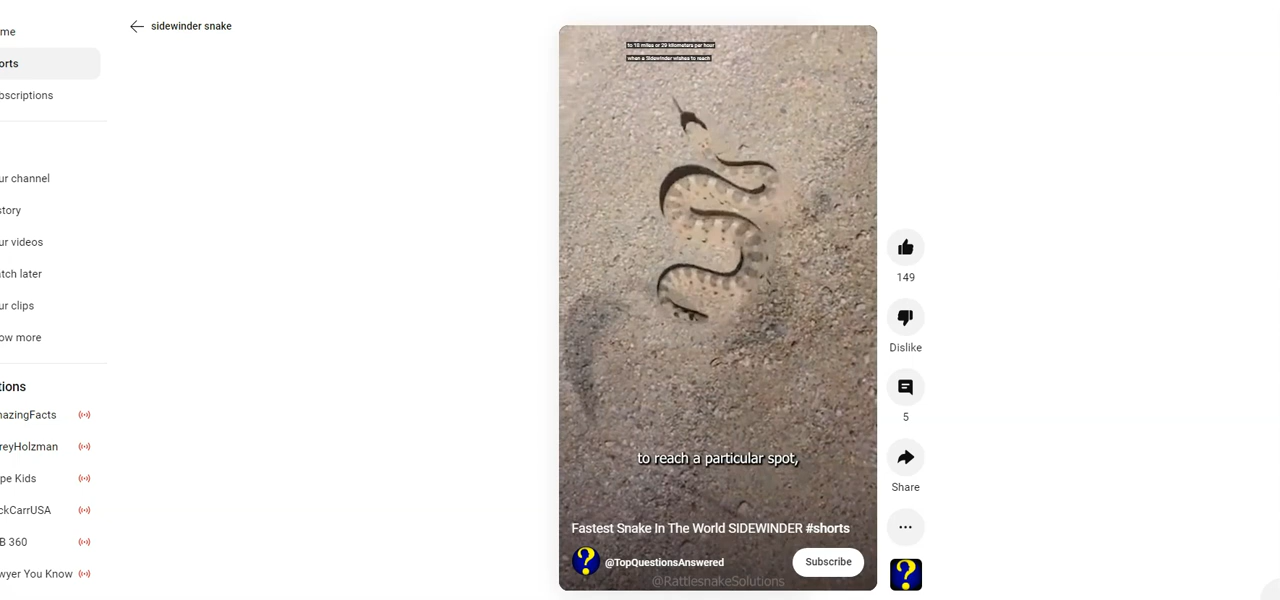 sidewinder snake
me
orts
bscriptions
ur channel
story
ur videos
tch later
ur clips
ow more
tions
nazingFacts
reyHolzman
pe Kids
ckCarrUSA
B 360
wyer You Know
to 18 miles or 29 kilometers per hour
when a Sidewinder wishes to reach
to reach a particular spot,
Fastest Snake In The World SIDEWINDER #shorts
@TopQuestionsAnswered
Subscribe
@RattlesnakeSolutions
149
Dislike
5
Share